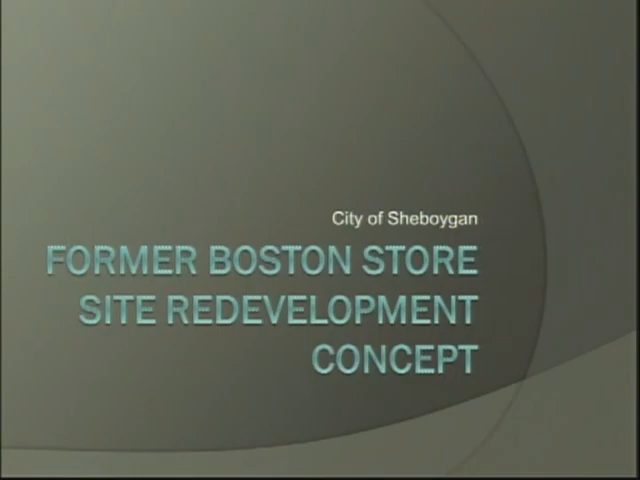 City of Sheboygan
FORMER BOSTON STORE
SITE REDEVELOPMENT
CONCEPT